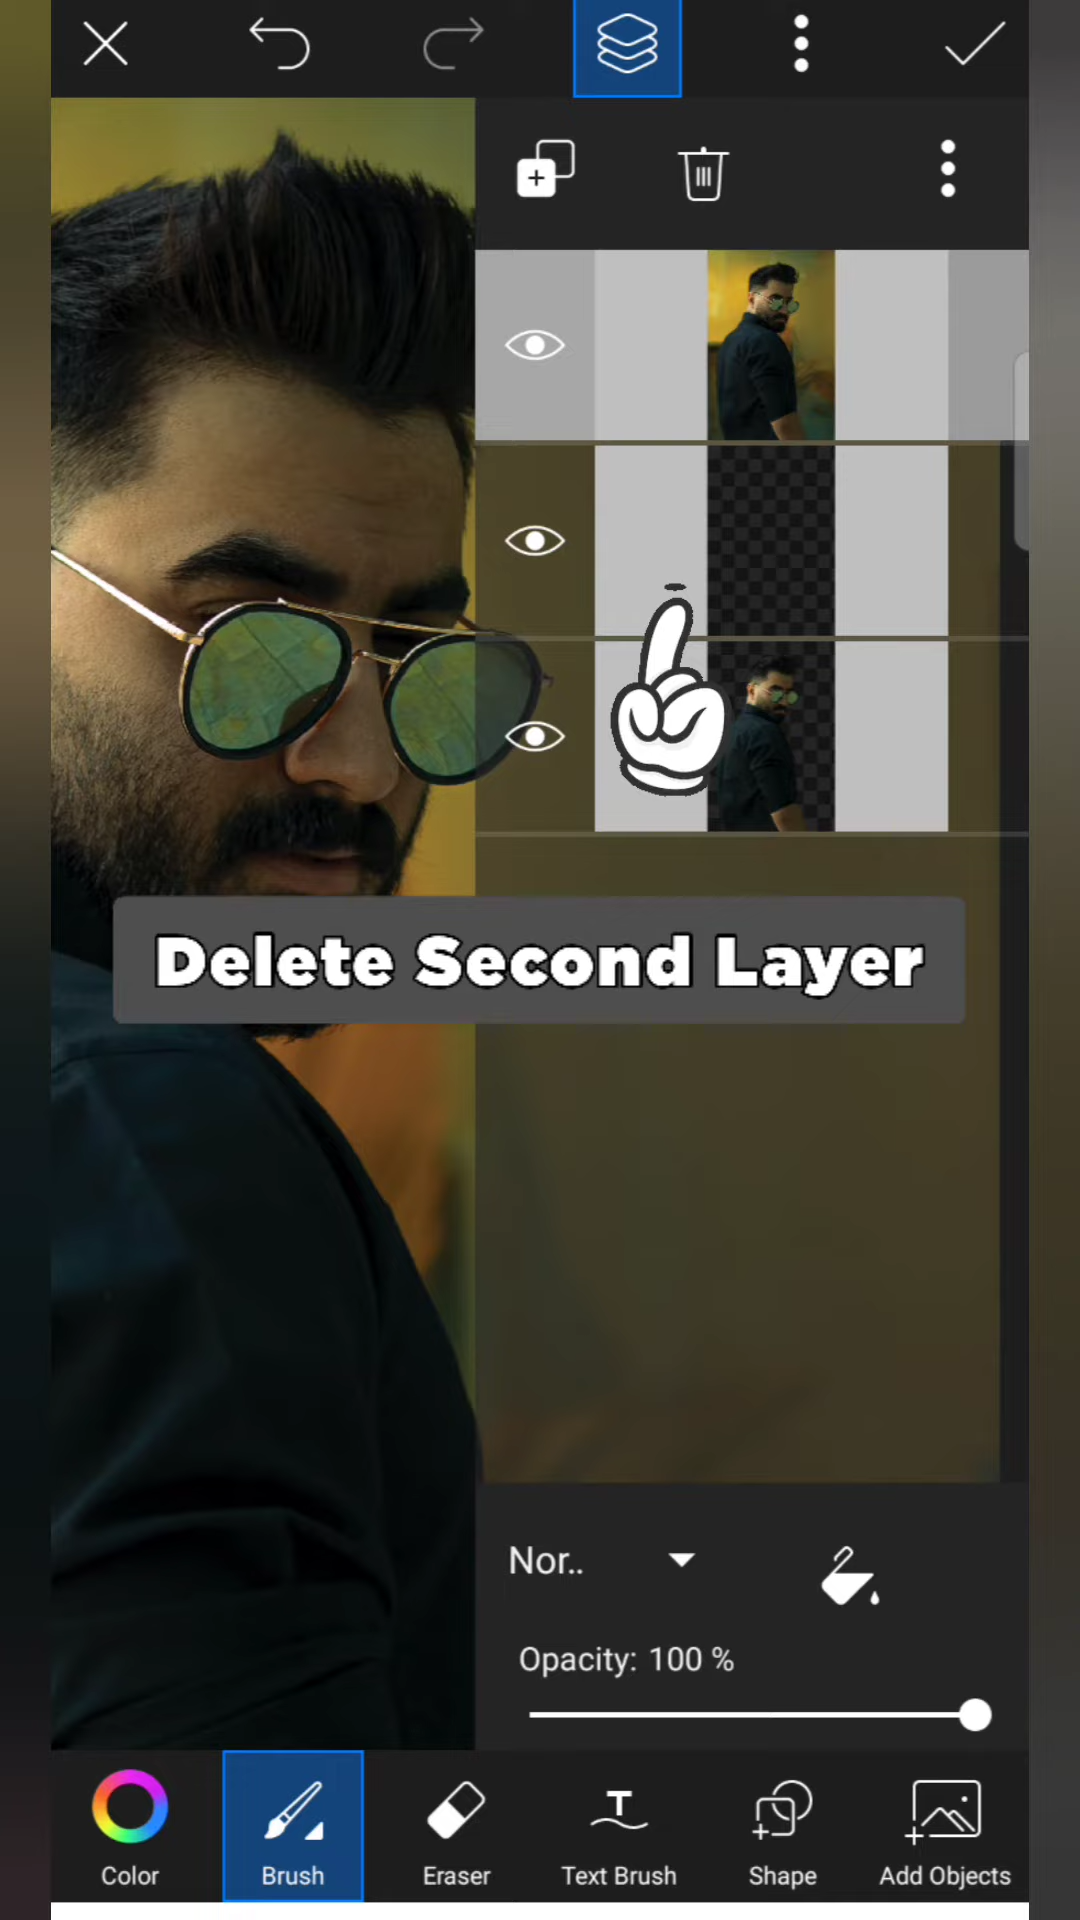 Delete Second Layer
Nor..
Opacity: 100 %
Color
Brush
Eraser
T
Text Brush
Shape
Add Objects